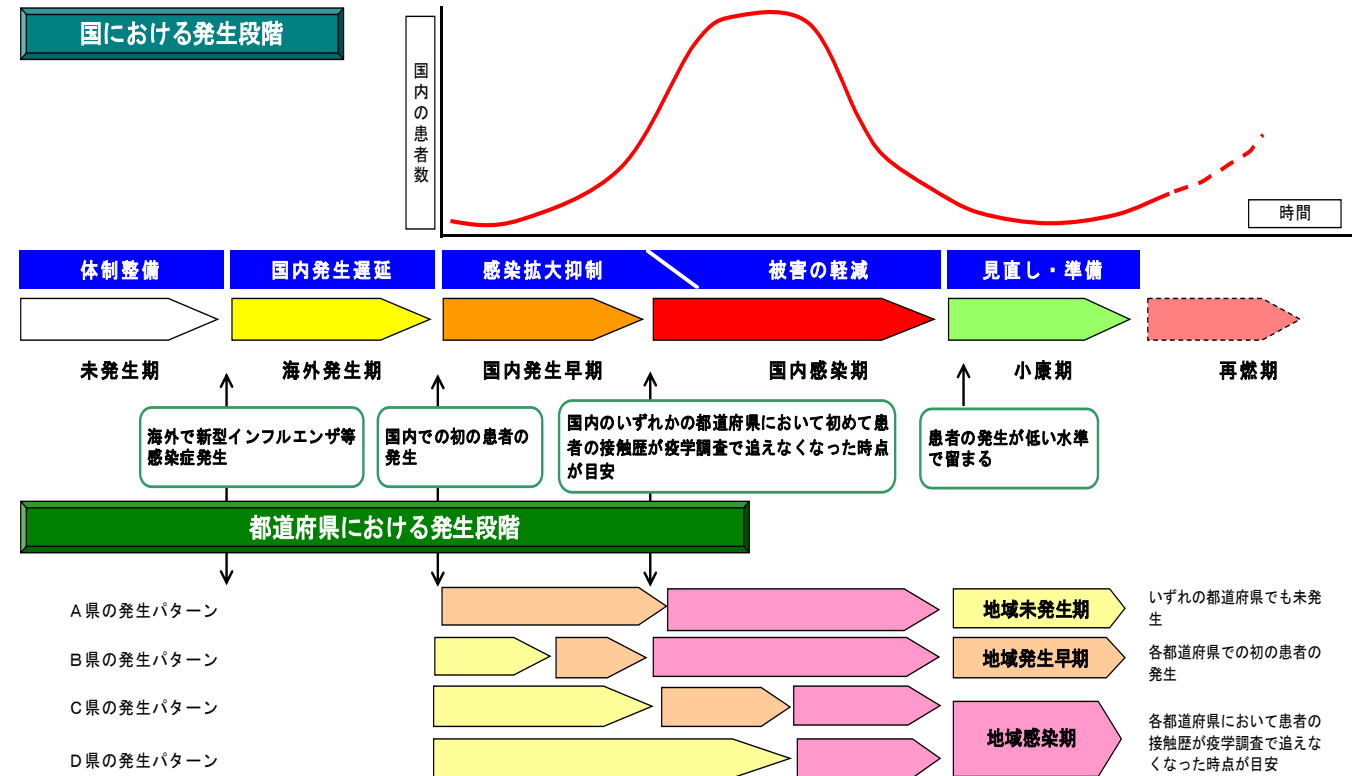 国における発生段階
国内の患者数
時間
体制整備
国内発生遅延
感染拡大抑制
被害の軽減
見直し・準備
未発生期
海外発生期
国内発生早期
国内感染期
小康期
再燃期
海外で新型インフルエンザ等
感染症発生
国内での初の患者の
発生
国内のいずれかの都道府県において初めて患
者の接触歴が疫学調査で追えなくなった時点
が目安
患者の発生が低い水準
で留まる
都道府県における発生段階
Ａ県の発生パターン
地域未発生期
いずれの都道府県でも未発
生
Ｂ県の発生パターン
地域発生早期
各都道府県での初の患者の
発生
Ｃ県の発生パターン
地域感染期
各都道府県において患者の
接触歴が疫学調査で追えな
くなった時点が目安
Ｄ県の発生パターン